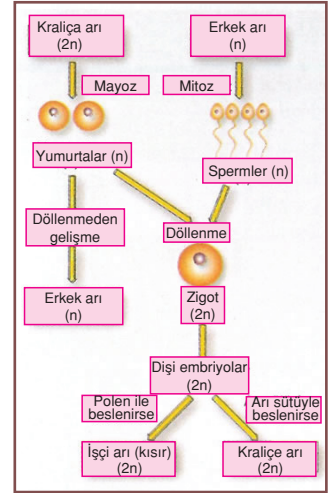 Kraliça arı
(2n)
Erkek arı
(n)
Mayoz
Mitoz
Yumurtalar (n)
Spermler (n)
Döllenmeden
gelişme
Döllenme
Erkek arı
(n)
Zigot
(2n)
Dişi embriyolar
(2n)
Polen ile
beslenirse
Arı sütüyle
beslenirse
İşçi arı (kısır)
(2n)
Kraliçe arı
(2n)